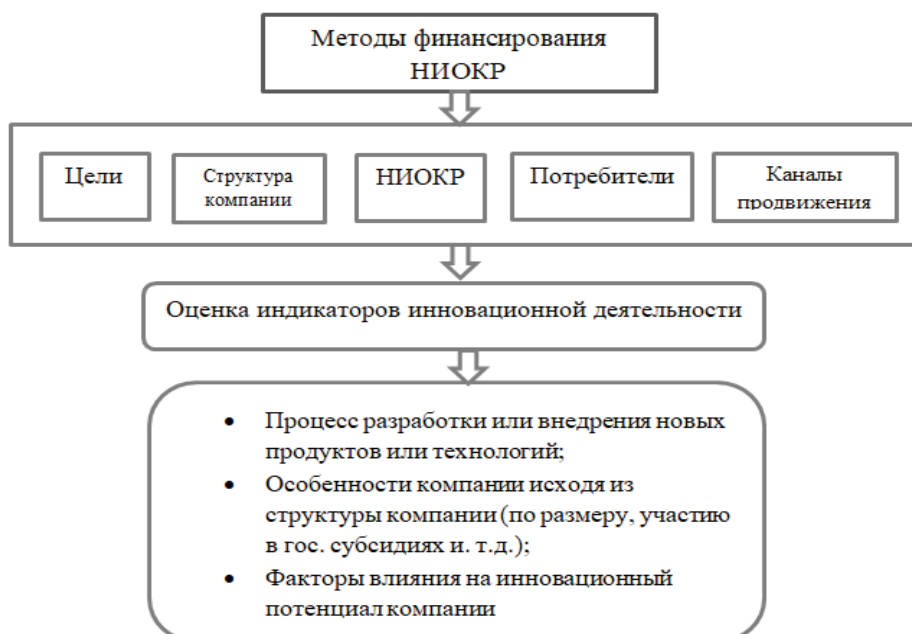 Методы финансирования
НИОКР
Цели
Структура
компании
НИОКР
Потребители
Каналы
продвижения
Оценка индикаторов инновационной деятельности
• Процесс разработки или внедрения новых
продуктов или технологий;
• Особенности компании исходя из
структуры компании (по размеру, участию
в гос. субсидиях и. т.д.);
• Факторы влияния на инновационный
потенциал компании